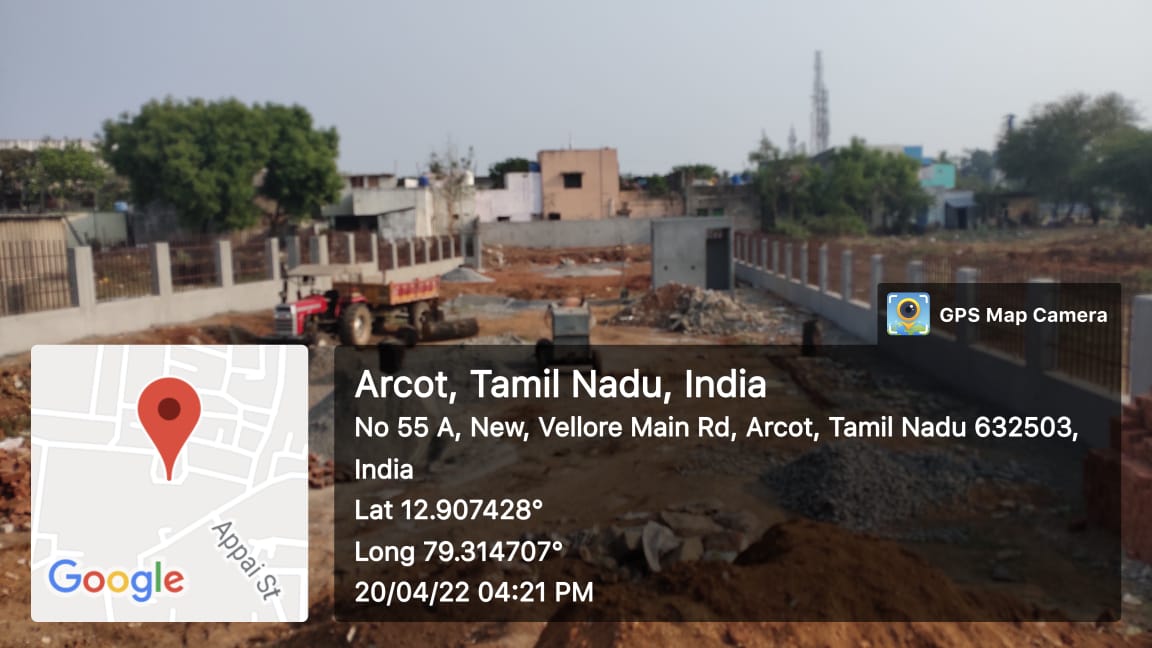 GPS Map Camera
Arcot, Tamil Nadu, India
No 55 A, New, Vellore Main Rd, Arcot, Tamil Nadu 632503,
India
Lat 12.907428°
Long 79.314707°
20/04/22 04:21 PM
Appai St
Google